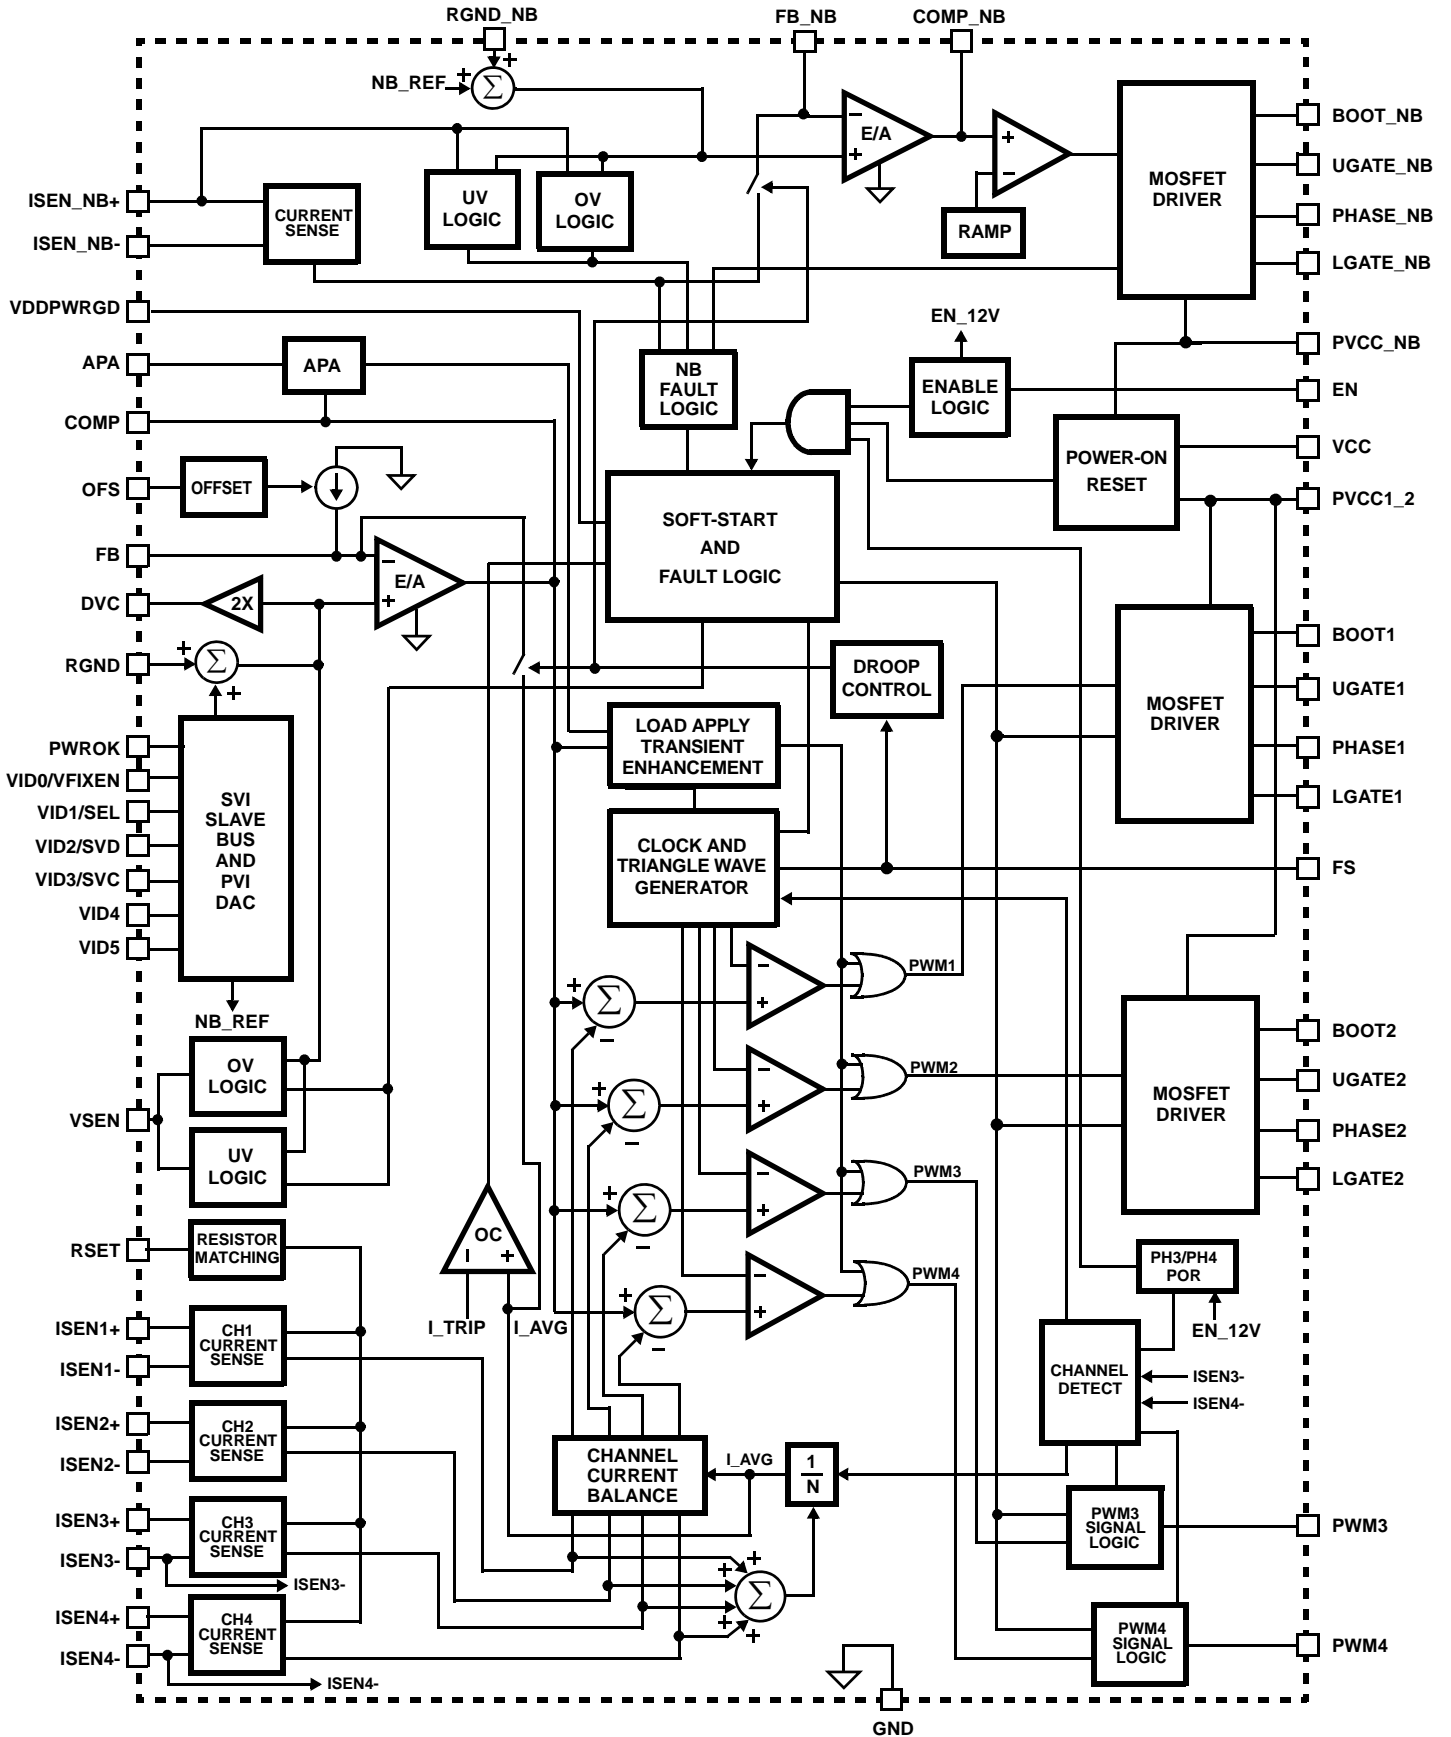 RGND_NB
FB_NB
COMP_NB
NB_REF
+
+
Σ
−
E/A
+
+
−
RAMP
MOSFET
DRIVER
BOOT_NB
UGATE_NB
PHASE_NB
LGATE_NB
ISEN_NB+
ISEN_NB-
CURRENT
SENSE
UV
LOGIC
OV
LOGIC
VDDPWRGD
APA
APA
COMP
NB
FAULT
LOGIC
EN_12V
ENABLE
LOGIC
PVCC_NB
EN
VCC
PVCC1_2
POWER-ON
RESET
OFS
OFFSET
FB
−
E/A
+
DVC
2X
RGND
+
Σ
+
SOFT-START
AND
FAULT LOGIC
DROOP
CONTROL
MOSFET
DRIVER
BOOT1
UGATE1
PHASE1
LGATE1
PWROK
VID0/VFIXEN
VID1/SEL
VID2/SVD
VID3/SVC
VID4
VID5
SVI
SLAVE
BUS
AND
PVI
DAC
NB_REF
LOAD APPLY
TRANSIENT
ENHANCEMENT
CLOCK AND
TRIANGLE WAVE
GENERATOR
FS
+
Σ
−
−
+
PWM1
+
Σ
−
−
+
PWM2
+
Σ
−
−
+
PWM3
+
Σ
−
−
+
PWM4
MOSFET
DRIVER
BOOT2
UGATE2
PHASE2
LGATE2
VSEN
OV
LOGIC
UV
LOGIC
RSET
RESISTOR
MATCHING
OC
−
+
I_TRIP
I_AVG
PH3/PH4
POR
EN_12V
CHANNEL
DETECT
ISEN3-
ISEN4-
ISEN1+
ISEN1-
CH1
CURRENT
SENSE
ISEN2+
ISEN2-
CH2
CURRENT
SENSE
ISEN3+
ISEN3-
CH3
CURRENT
SENSE
ISEN3-
ISEN4+
ISEN4-
CH4
CURRENT
SENSE
ISEN4-
CHANNEL
CURRENT
BALANCE
I_AVG
1
N
+
+
Σ
+
+
+
PWM3
SIGNAL
LOGIC
PWM3
PWM4
SIGNAL
LOGIC
PWM4
GND